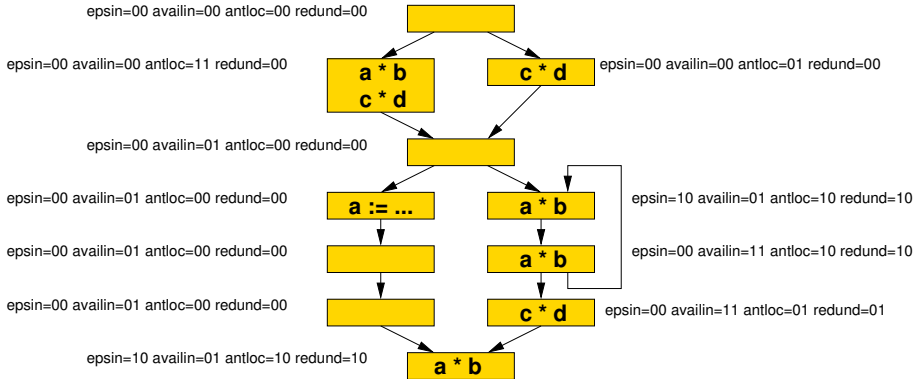 epsin=00 availin=00 antloc=00 redund=00
epsin=00 availin=00 antloc=11 redund=00
a * b
c * d
c * d
epsin=00 availin=00 antloc=01 redund=00
epsin=00 availin=01 antloc=00 redund=00
epsin=00 availin=01 antloc=00 redund=00
a := ...
a * b
epsin=10 availin=01 antloc=10 redund=10
epsin=00 availin=01 antloc=00 redund=00
a * b
epsin=00 availin=11 antloc=10 redund=10
epsin=00 availin=01 antloc=00 redund=00
c * d
epsin=00 availin=11 antloc=01 redund=01
epsin=10 availin=01 antloc=10 redund=10
a * b